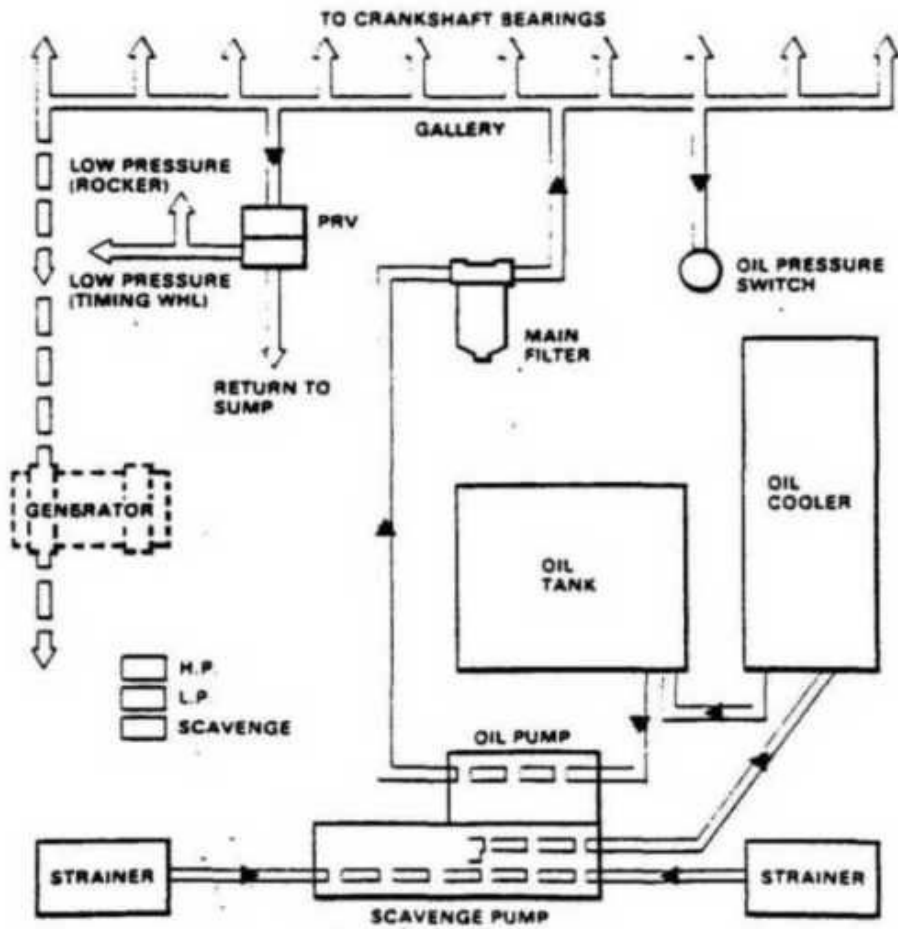 TO CRANKSHAFT BEARINGS
GALLERY
LOW PRESSURE
(ROCKER)
PRV
LOW PRESSURE
(TIMING WHL)
OIL PRESSURE
SWITCH
MAIN
FILTER
RETURN TO
SUMP
OIL
COOLER
GENERATOR
OIL
TANK
H.P.
L.P.
SCAVENGE
OIL PUMP
STRAINER
STRAINER
SCAVENGE PUMP